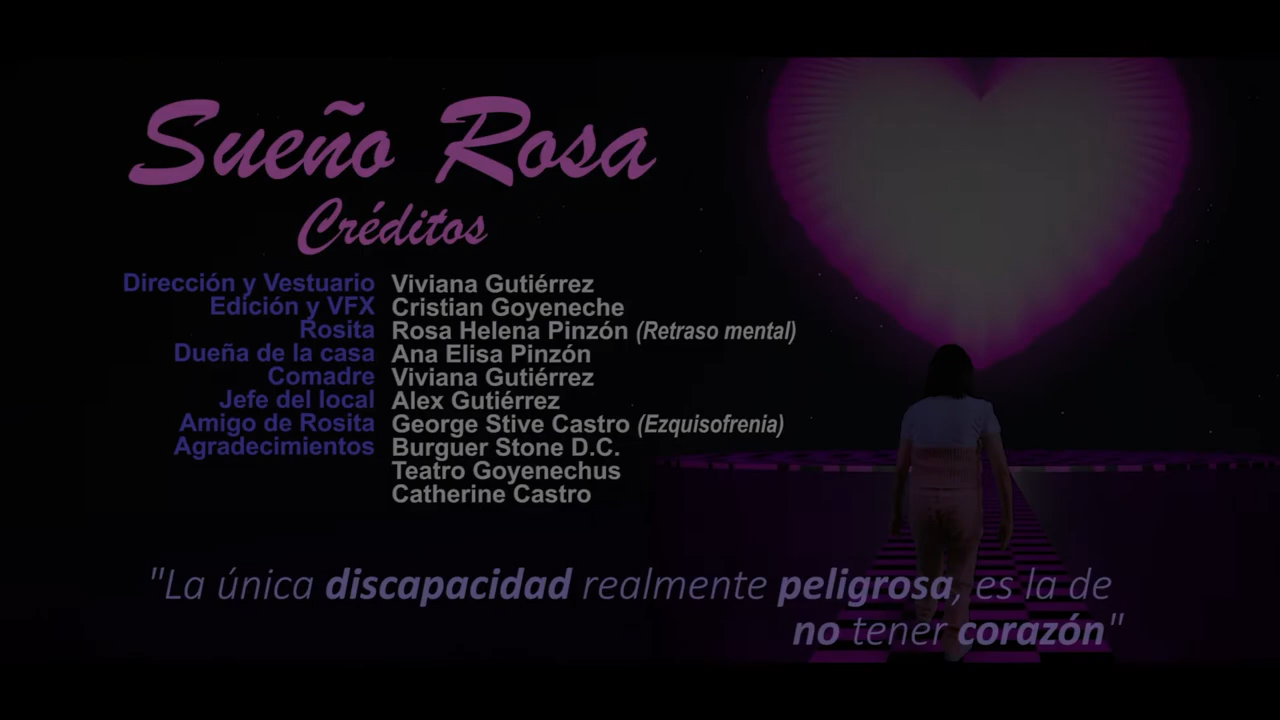 Sueño Rosa
Créditos
Dirección y Vestuario Viviana Gutiérrez
Edición y VFX Cristian Goyeneche
Rosita Rosa Helena Pinzón (Retraso mental)
Dueña de la casa Ana Elisa Pinzón
Comadre Viviana Gutiérrez
Jefe del local Alex Gutiérrez
Amigo de Rosita George Stive Castro (Ezquisofrenia)
Agradecimientos Burguer Stone D.C.
Teatro Goyenechus
Catherine Castro
"La única discapacidad realmente peligrosa, es la de
no tener corazón"